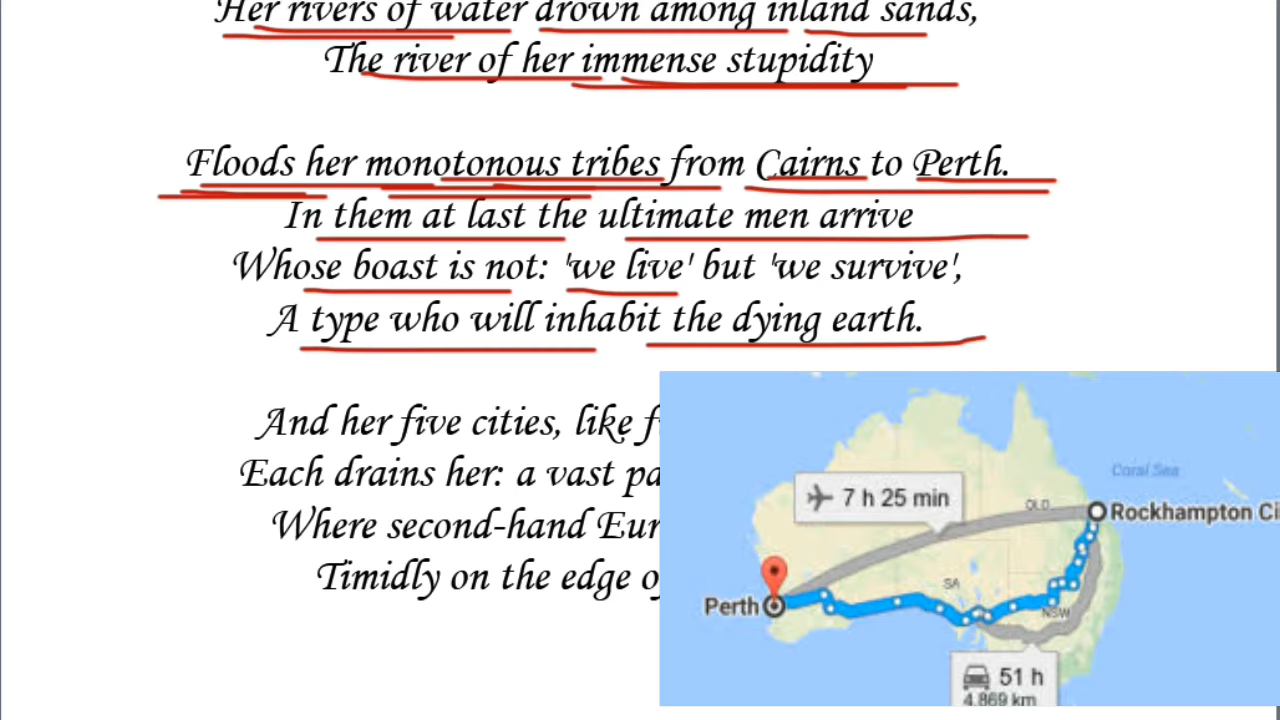 Her rivers of water drown among inland sands,
The river of her immense stupidity
Floods her monotonous tribes from Cairns to Perth.
In them at last the ultimate men arrive
Whose boast is not: 'we live' but 'we survive',
A type who will inhabit the dying earth.
And her five cities, like
Each drains her: a vast
Where second-hand
Timidly on the edge
Coral Sea
7 h 25 min
QLD
Rockhampton
SA
Perth
NSW
51 h
4,869 km